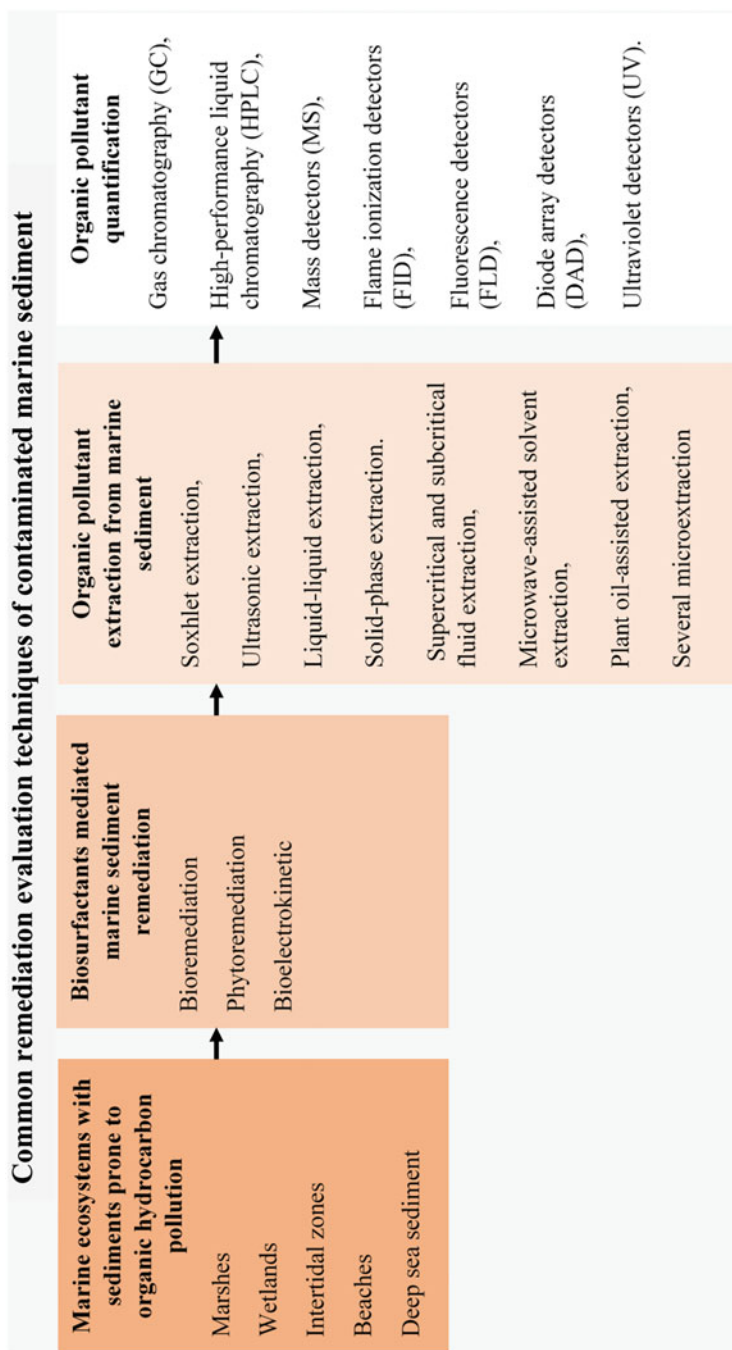 Common remediation evaluation techniques of contaminated marine sediment
Marine ecosystems with
sediments prone to
organic hydrocarbon
pollution
Marshes
Wetlands
Intertidal zones
Beaches
Deep sea sediment
Biosurfactants mediated
marine sediment
remediation
Bioremediation
Phytoremediation
Bioelectrokinetic
Organic pollutant
extraction from marine
sediment
Soxhlet extraction,
Ultrasonic extraction,
Liquid-liquid extraction,
Solid-phase extraction.
Supercritical and subcritical
fluid extraction,
Microwave-assisted solvent
extraction,
Plant oil-assisted extraction,
Several microextraction
Organic pollutant
quantification
Gas chromatography (GC),
High-performance liquid
chromatography (HPLC),
Mass detectors (MS),
Flame ionization detectors
(FID),
Fluorescence detectors
(FLD),
Diode array detectors
(DAD),
Ultraviolet detectors (UV).